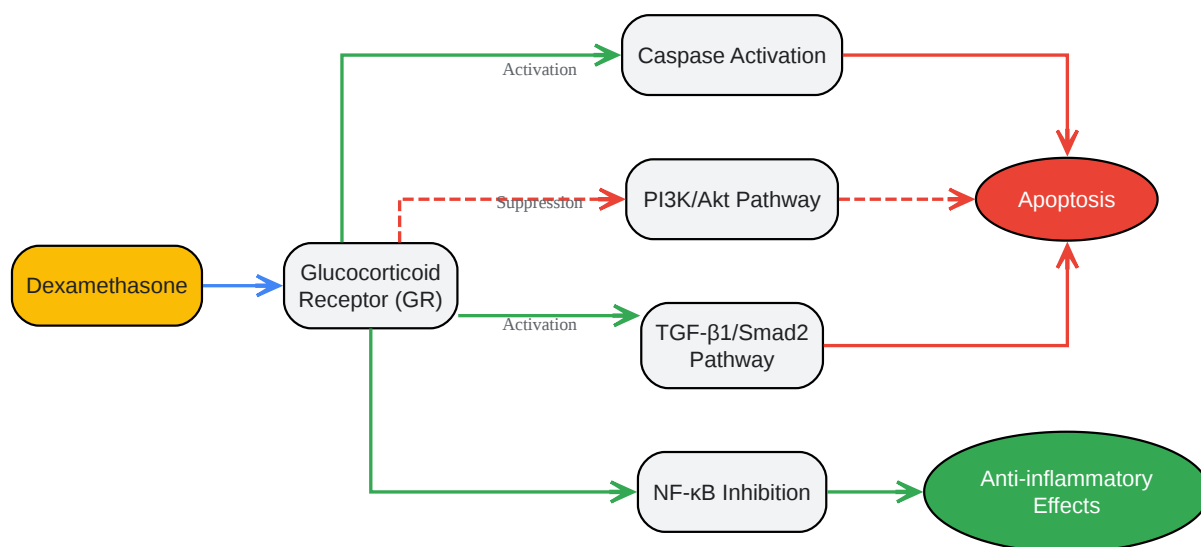 Caspase Activation
Activation
PI3K/Akt Pathway
Suppression
Apoptosis
Dexamethasone
Glucocorticoid
Receptor (GR)
Activation
TGF-β1/Smad2
Pathway
NF-κB Inhibition
Anti-inflammatory
Effects